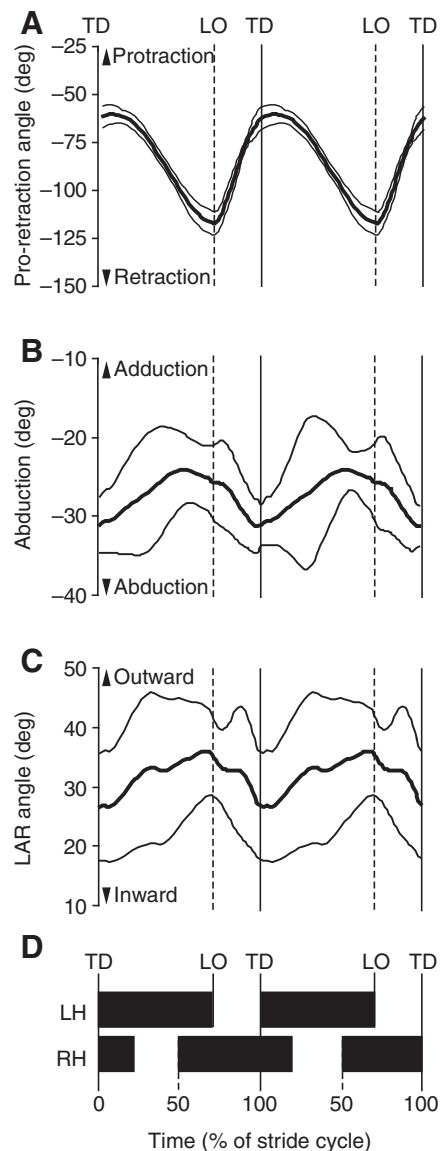 A
TD LO TD LO TD
−25
▲ Protraction
−50
−75
−100
−125
▼ Retraction
−150
Pro-retraction angle (deg)
B
−10
▲ Adduction
−20
−30
▼ Abduction
−40
Abduction (deg)
C
50
▲ Outward
40
30
20
▼ Inward
10
LAR angle (deg)
D
TD LO TD LO TD
LH
RH
0 50 100 50 100
Time (% of stride cycle)